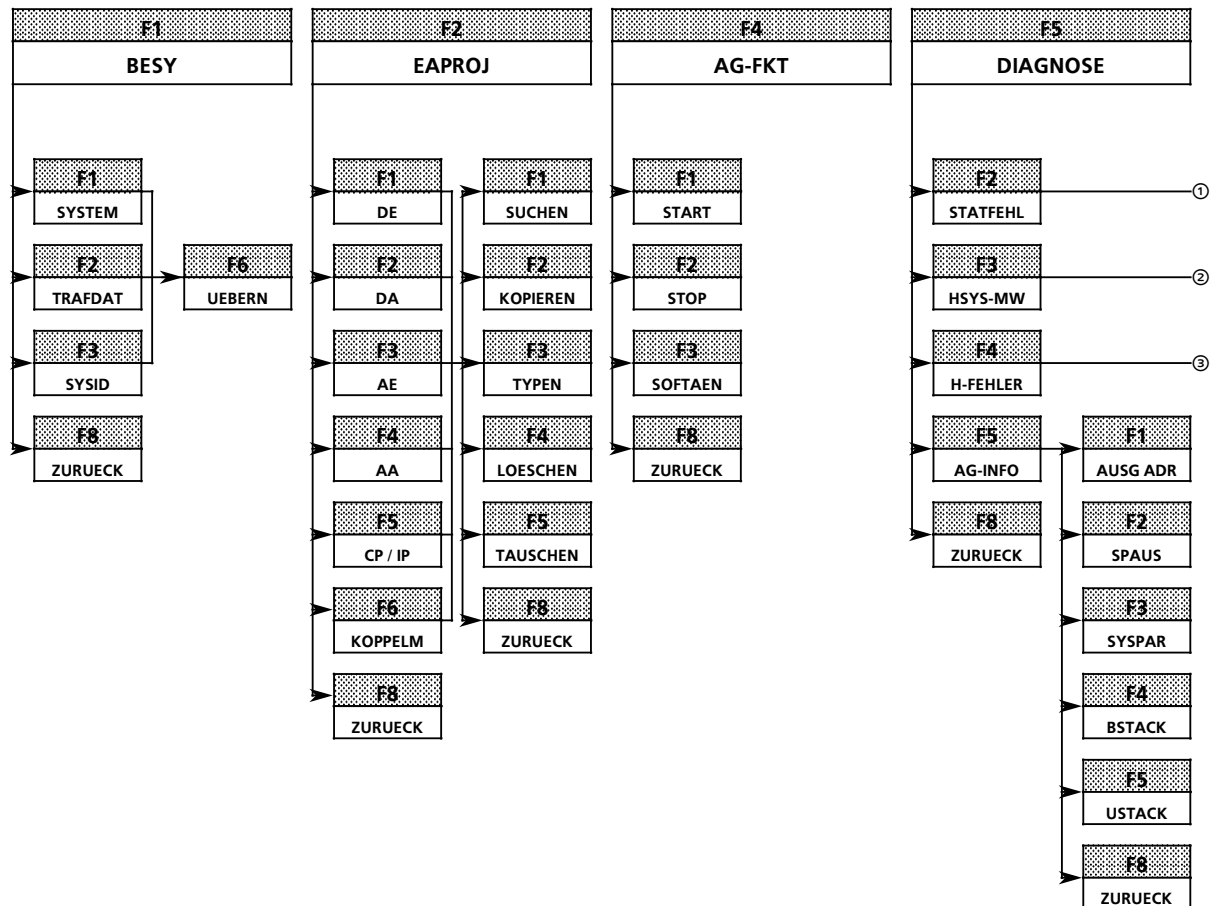 F1
BESY
F1
SYSTEM
F2
TRAFDAT
F3
SYSID
F8
ZURUECK
F6
UEBERN
F2
EAPROJ
F1
DE
F2
DA
F3
AE
F4
AA
F5
CP / IP
F6
KOPPELM
F8
ZURUECK
F1
SUCHEN
F2
KOPIEREN
F3
TYPEN
F4
LOESCHEN
F5
TAUSCHEN
F8
ZURUECK
F4
AG-FKT
F1
START
F2
STOP
F3
SOFTAEN
F8
ZURUECK
F5
DIAGNOSE
F2
STATFEHL
①
F3
HSYS-MW
②
F4
H-FEHLER
③
F5
AG-INFO
F8
ZURUECK
F1
AUSG ADR
F2
SPAUS
F3
SYSPAR
F4
BSTACK
F5
USTACK
F8
ZURUECK